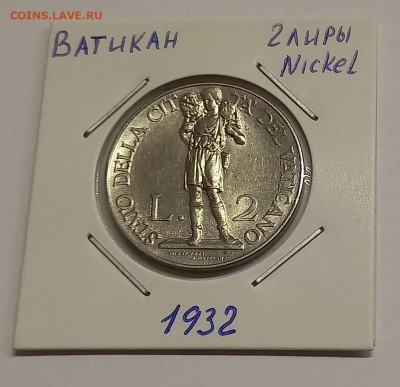 COINS.LAVE.RU
ВАТИКАН 2 ЛИРЫ
Nickel
STATO DELLA CITTA' DEL VATICANO
L. 2
1932